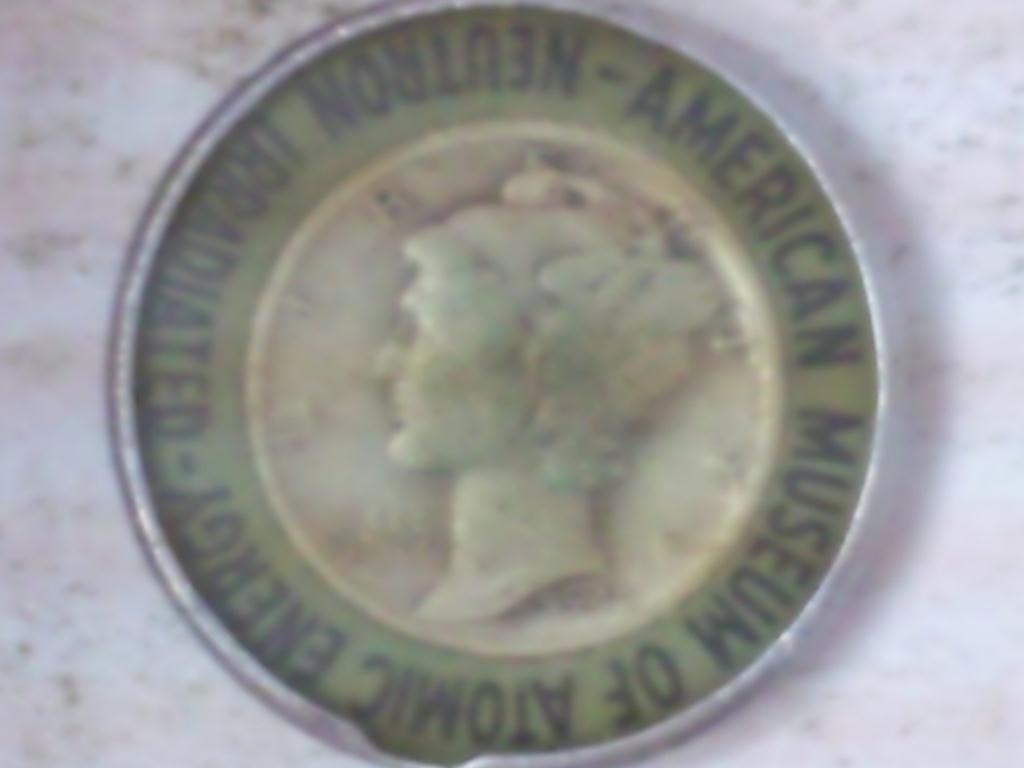 AMERICAN MUSEUM OF ATOMIC ENERGY - NEUTRON IRRADIATED -